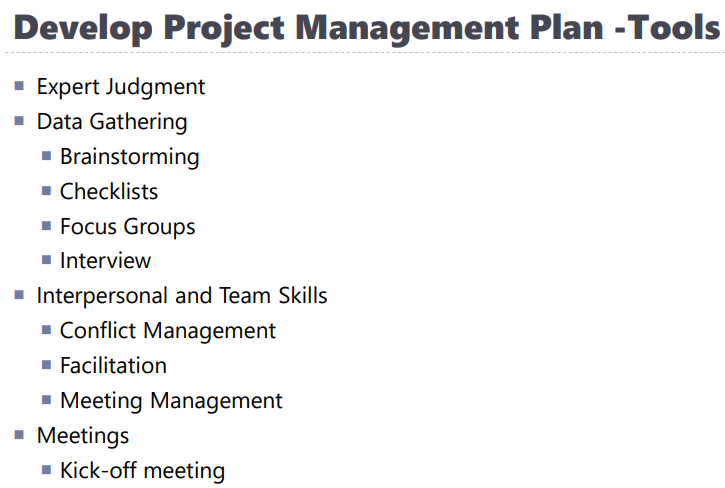 Develop Project Management Plan -Tools
■ Expert Judgment
■ Data Gathering
■ Brainstorming
■ Checklists
■ Focus Groups
■ Interview
■ Interpersonal and Team Skills
■ Conflict Management
■ Facilitation
■ Meeting Management
■ Meetings
■ Kick-off meeting